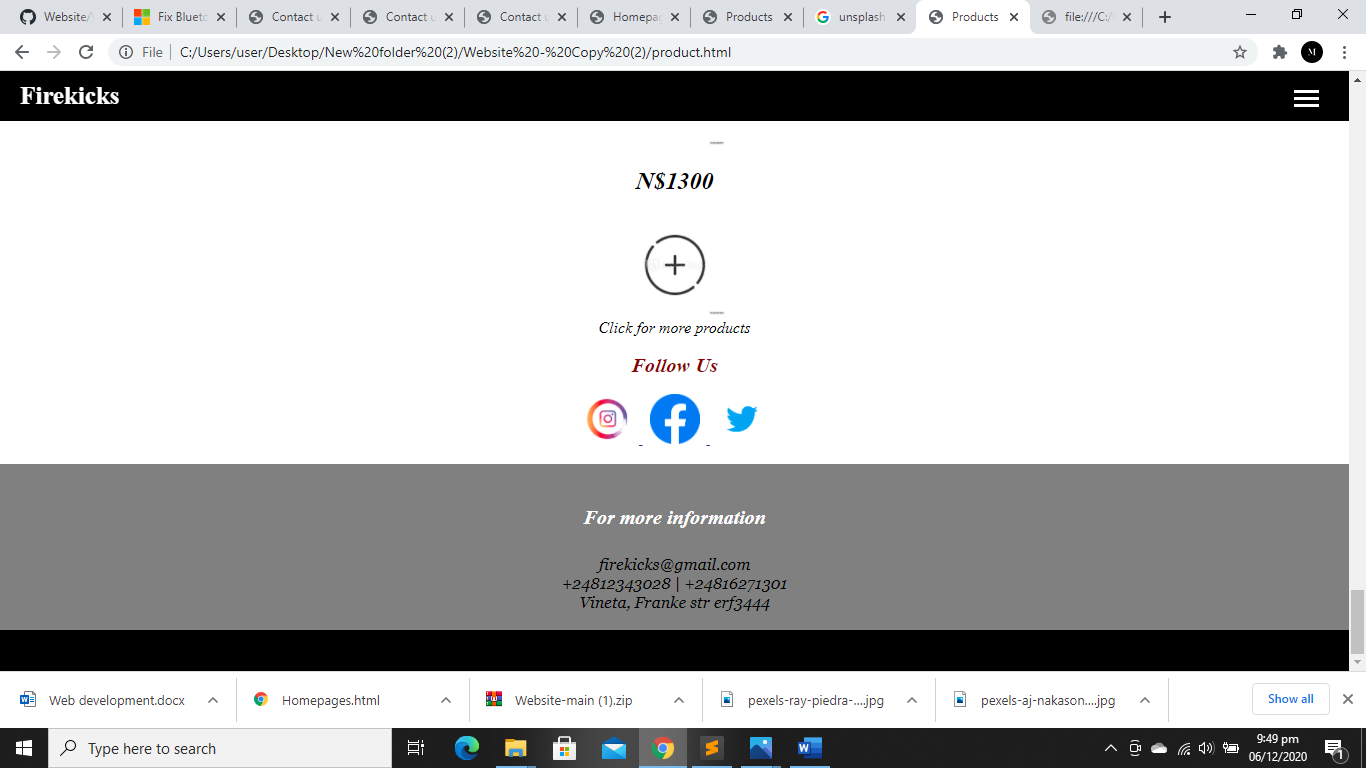 Website/
Fix Blueto
Contact u
Contact u
Contact u
Homepag
Products
unsplash
Products
file:///C:/
File
C:/Users/user/Desktop/New%20folder%20(2)/Website%20-%20Copy%20(2)/product.html
M
Firekicks
N$1300
Click for more products
Follow Us
For more information
firekicks@gmail.com
+24812343028 | +24816271301
Vineta, Franke str erf3444
Web development.docx
Homepages.html
Website-main (1).zip
pexels-ray-piedra-....jpg
pexels-aj-nakason....jpg
Show all
Type here to search
9:49 pm
06/12/2020
1